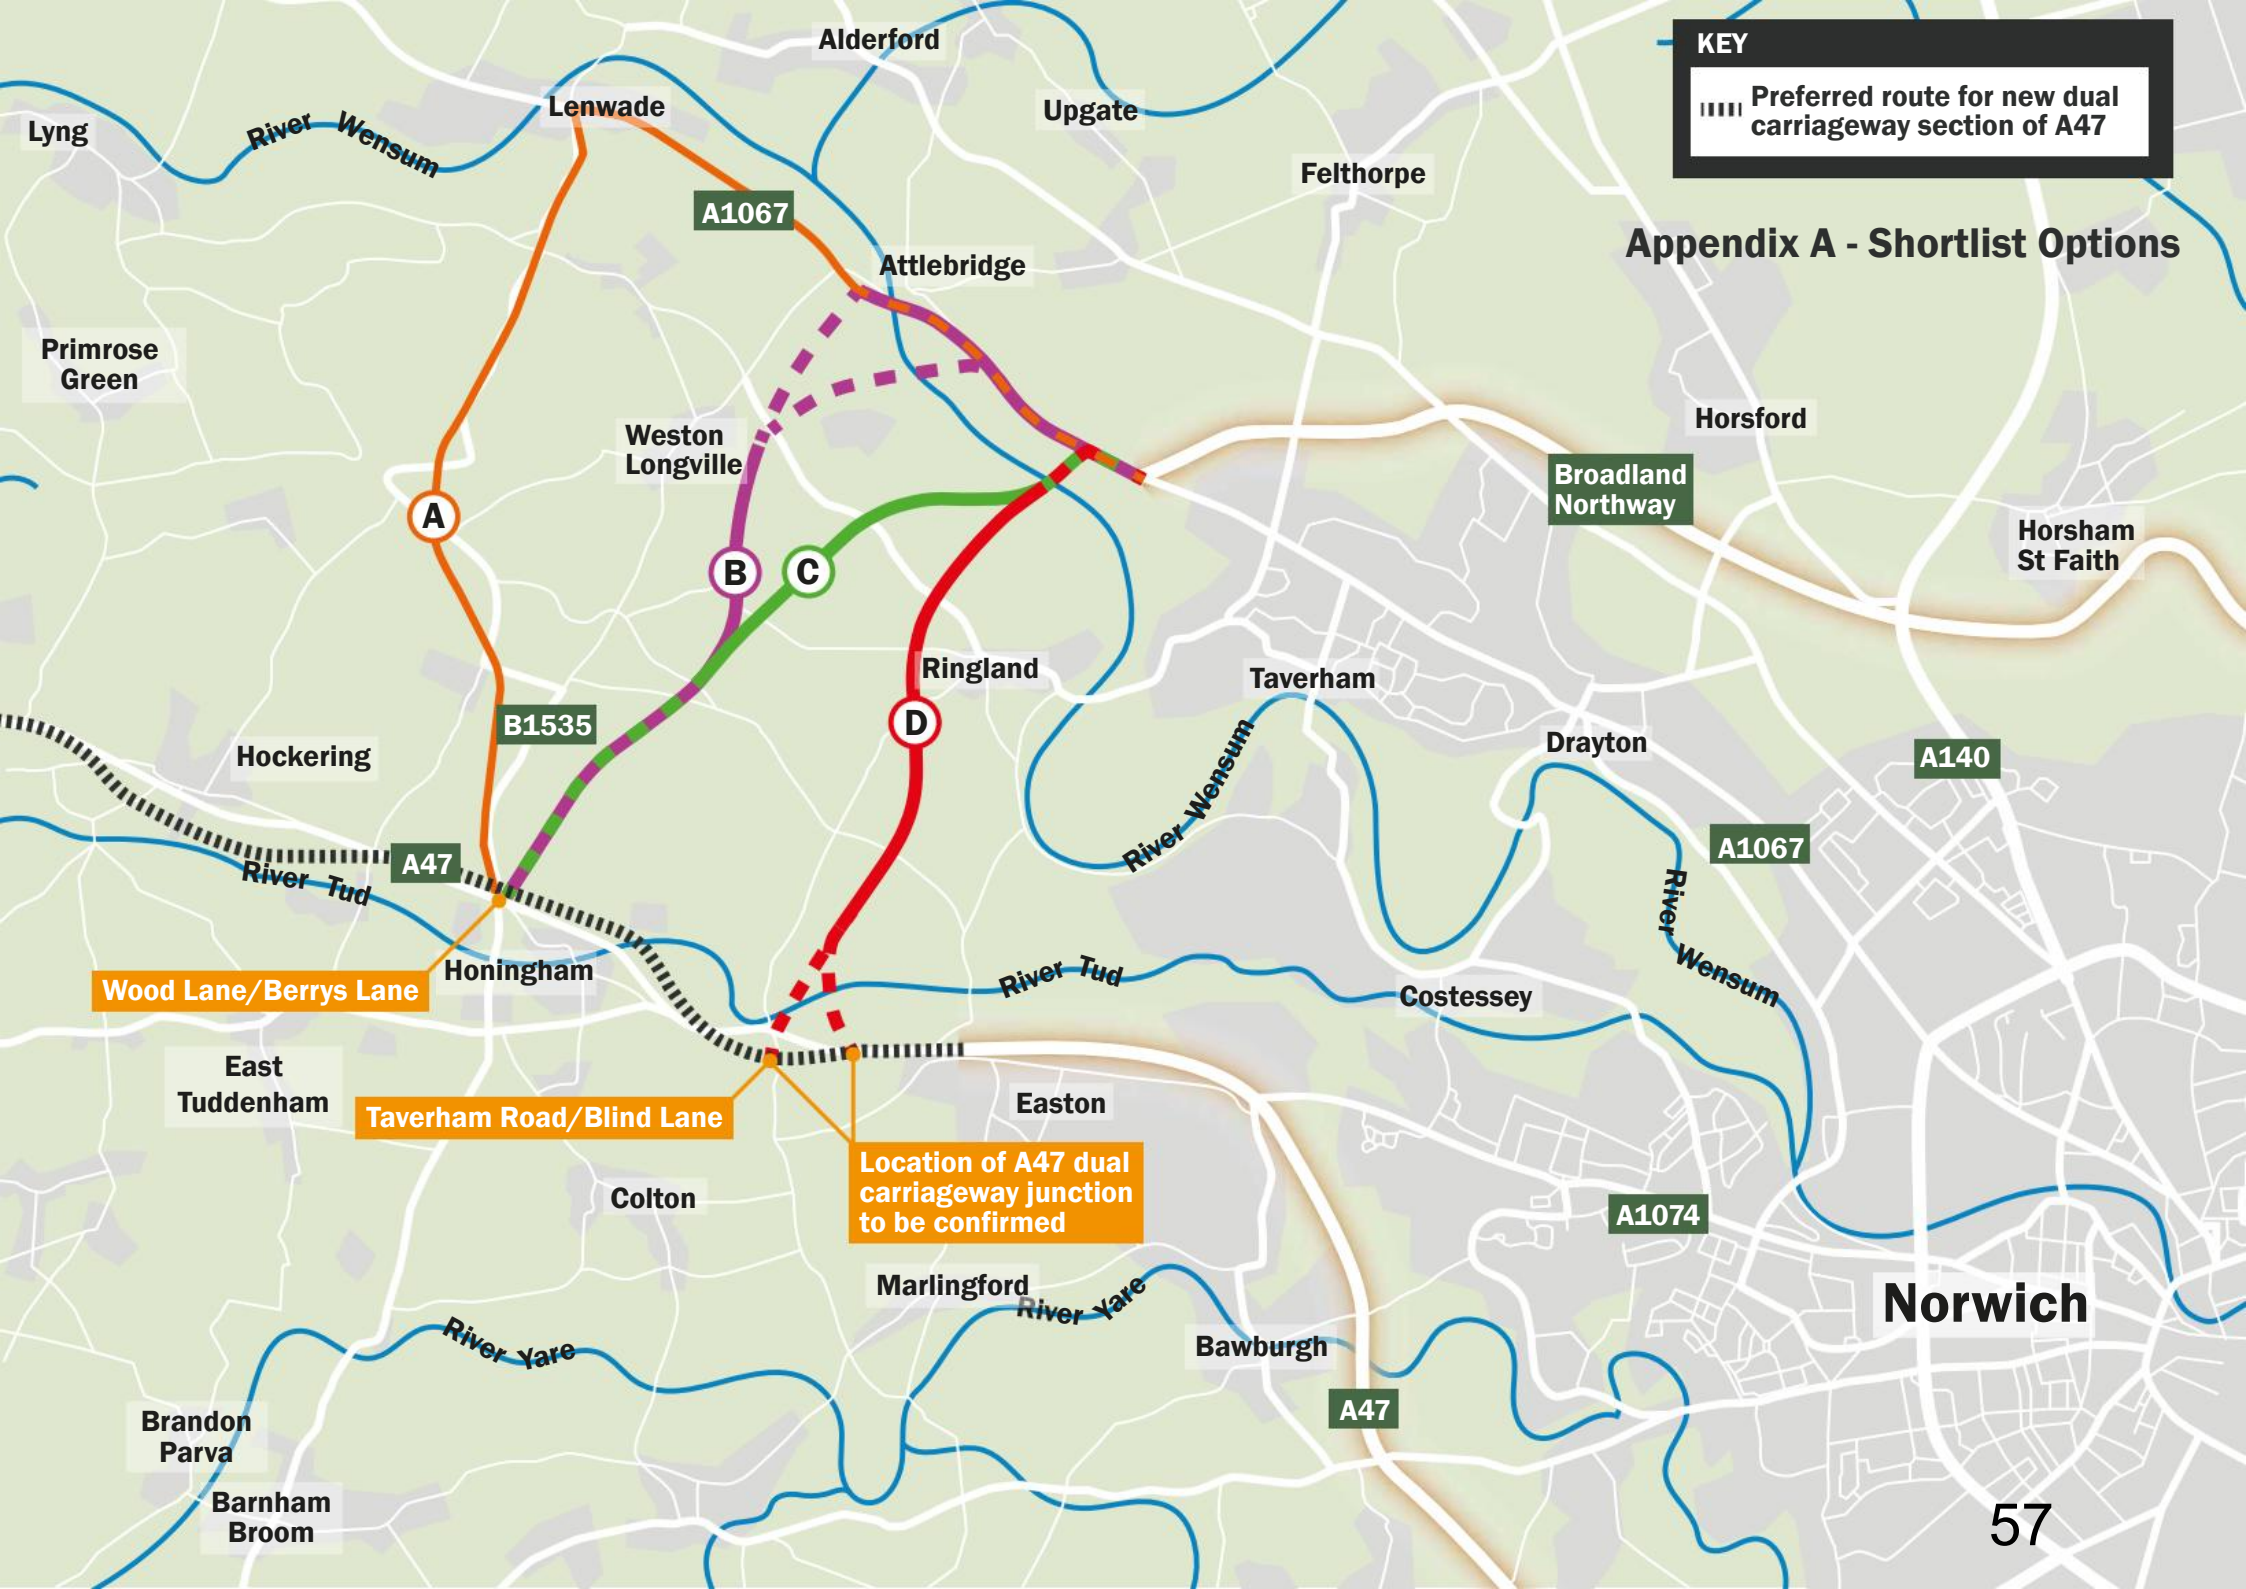 Alderford
KEY
Preferred route for new dual
carriageway section of A47
Lenwade
Upgate
Lyng
River Wensum
Felthorpe
A1067
Appendix A - Shortlist Options
Attlebridge
Primrose
Green
Horsford
Weston
Longville
Broadland
Northway
A
Horsham
St Faith
B
C
Ringland
Taverham
D
B1535
Hockering
Drayton
A140
River Wensum
A1067
A47
River Tud
River Wensum
Honingham
Wood Lane/Berrys Lane
River Tud
Costessey
East
Tuddenham
Easton
Taverham Road/Blind Lane
Location of A47 dual
carriageway junction
to be confirmed
Colton
A1074
Marlingford
River Yare
Norwich
River Yare
Bawburgh
A47
Brandon
Parva
Barnham
Broom
57